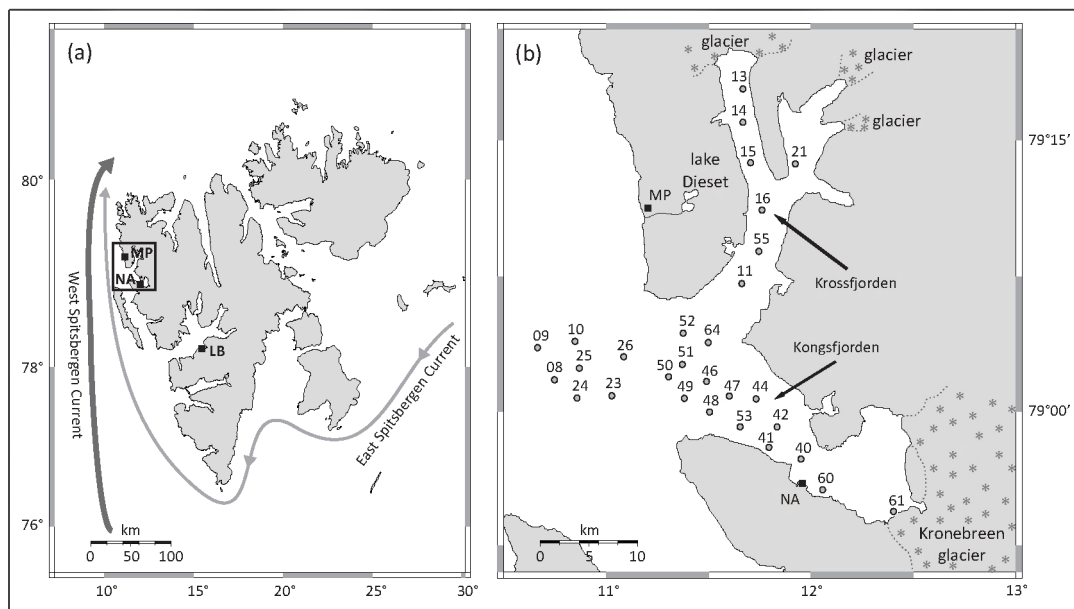 (a)
80°
78°
76°
10°
15°
20°
25°
30°
West Spitsbergen Current
East Spitsbergen Current
MP
NA
LB
km
0 50 100
(b)
glacier
glacier
glacier
13
14
15
21
lake
Dieset
MP
16
55
11
Krossfjorden
52
64
09
10
26
25
51
50
46
08
24
23
49
47
44
48
Kongsfjorden
53
42
41
40
NA
60
61
Kronebreen
glacier
km
0 5 10
79°15
79°00
11
12
13°